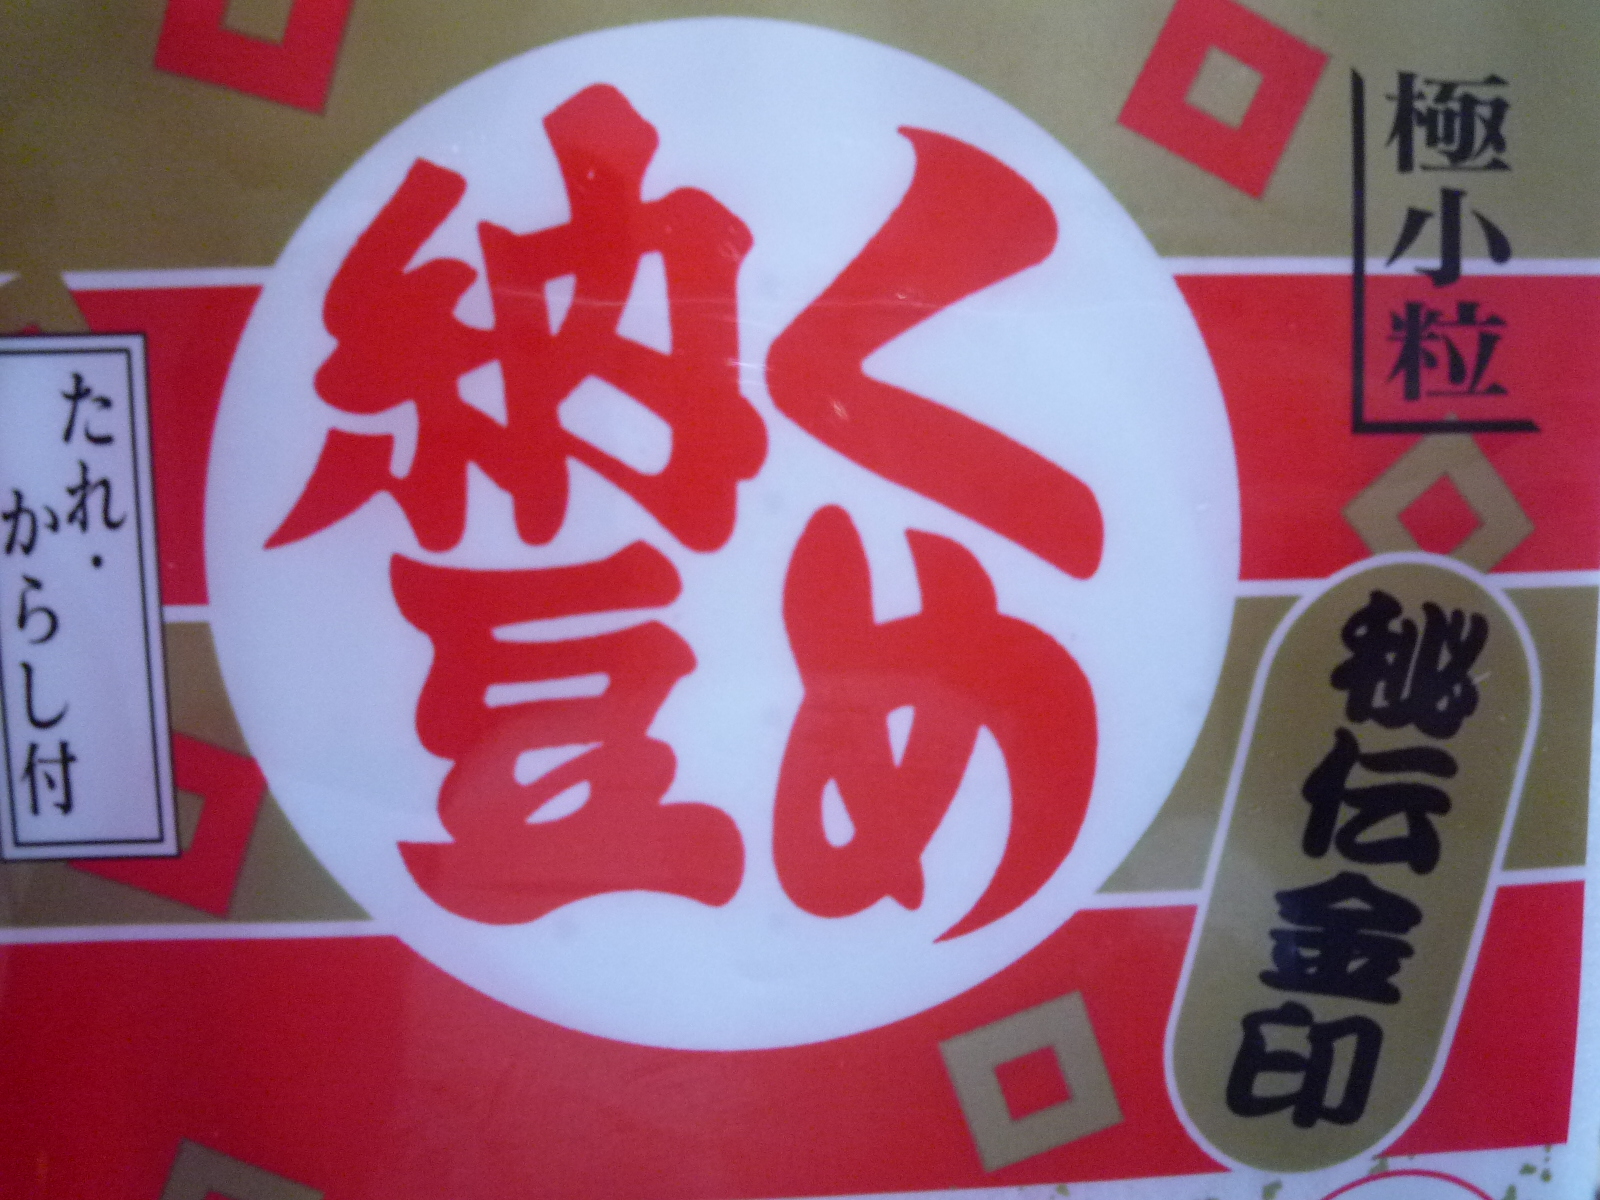 極小粒
秘伝金印
くめ
納豆
たれ・
からし付